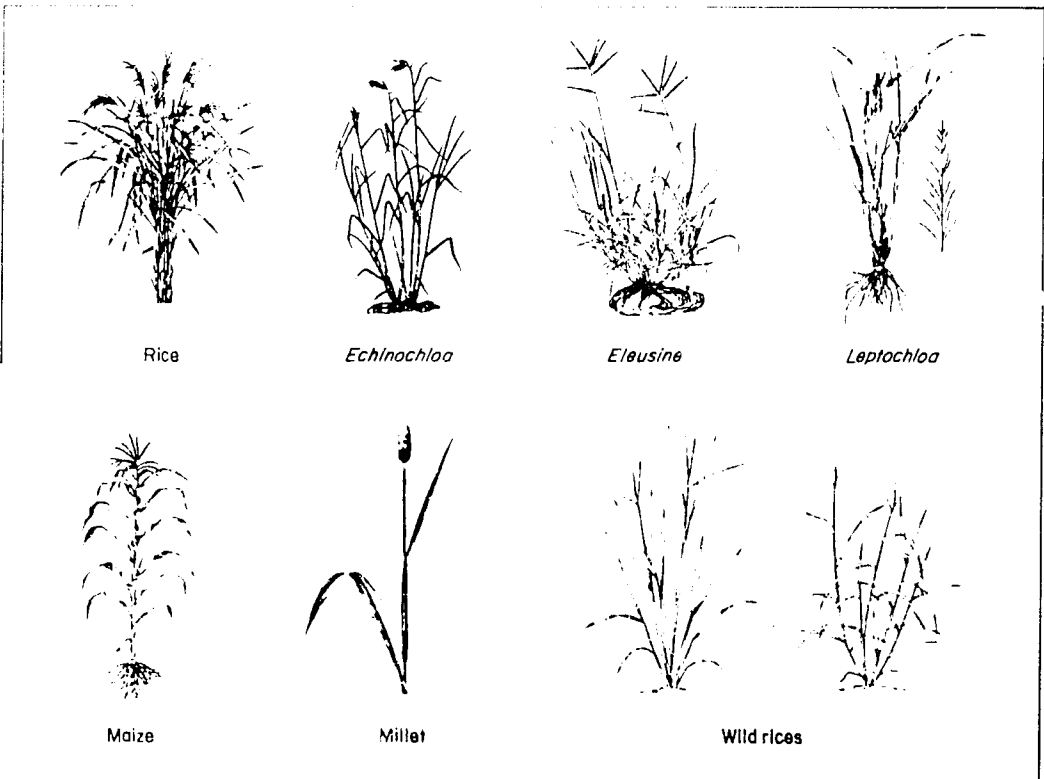 Rice
Echinochloa
Eleusine
Leptochloa
Maize
Millet
Wild rices